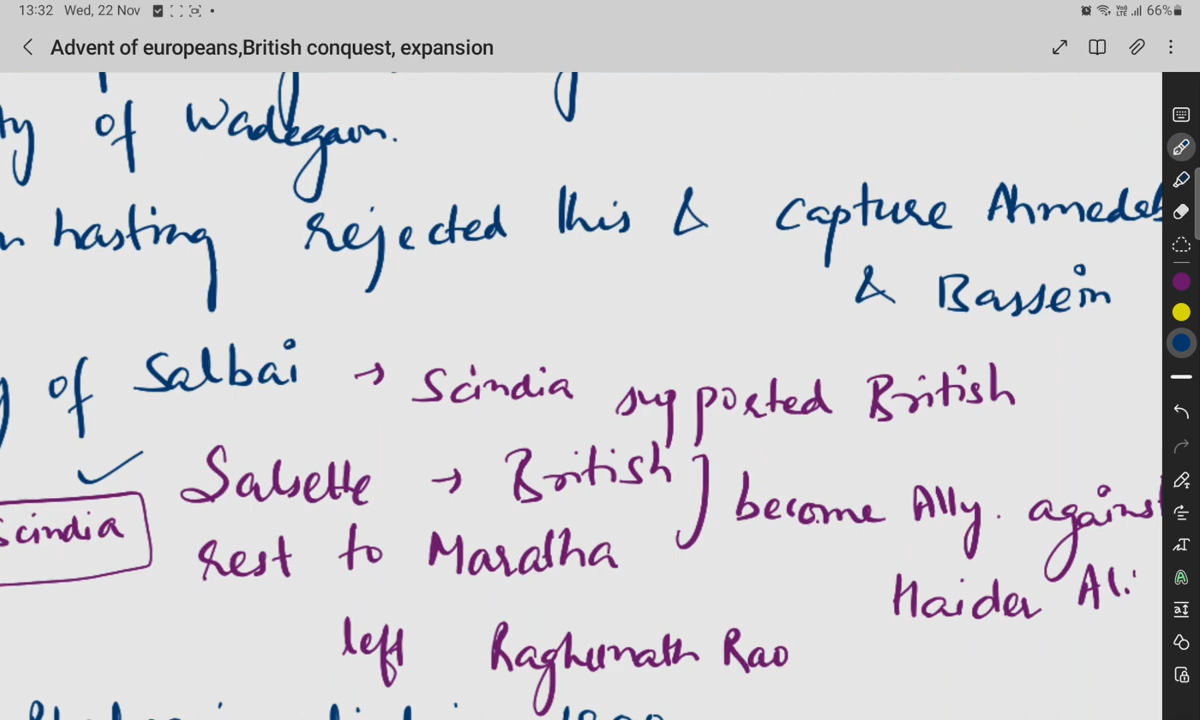 13:32 Wed, 22 Nov
66%
Advent of europeans,British conquest, expansion
ty of Wadegaon.
n hasting rejected this & capture Ahmedab
& Bassein
of Salbai → Scindia supported British
Salsette → British become Ally. against
Scindia rest to Maratha Haider Ali
left Raghunath Rao